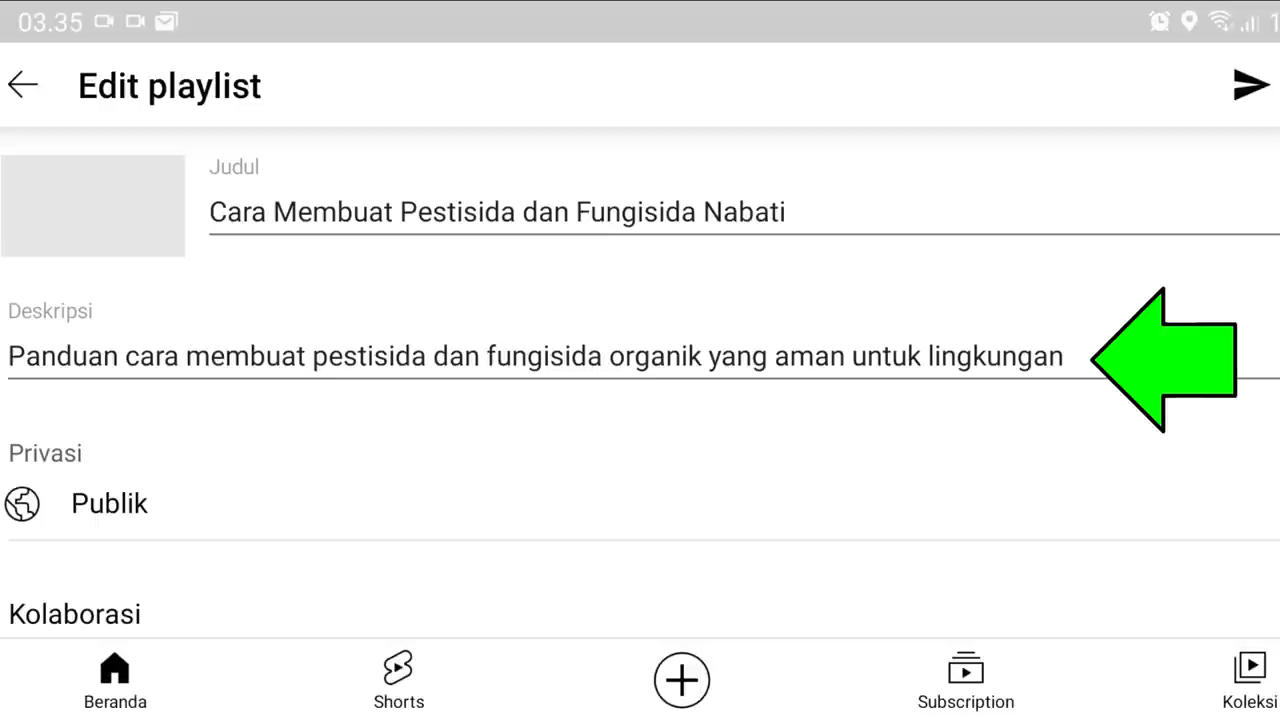 03.35
Edit playlist
Judul
Cara Membuat Pestisida dan Fungisida Nabati
Deskripsi
Panduan cara membuat pestisida dan fungisida organik yang aman untuk lingkungan
Privasi
Publik
Kolaborasi
Beranda
Shorts
Subscription
Koleksi